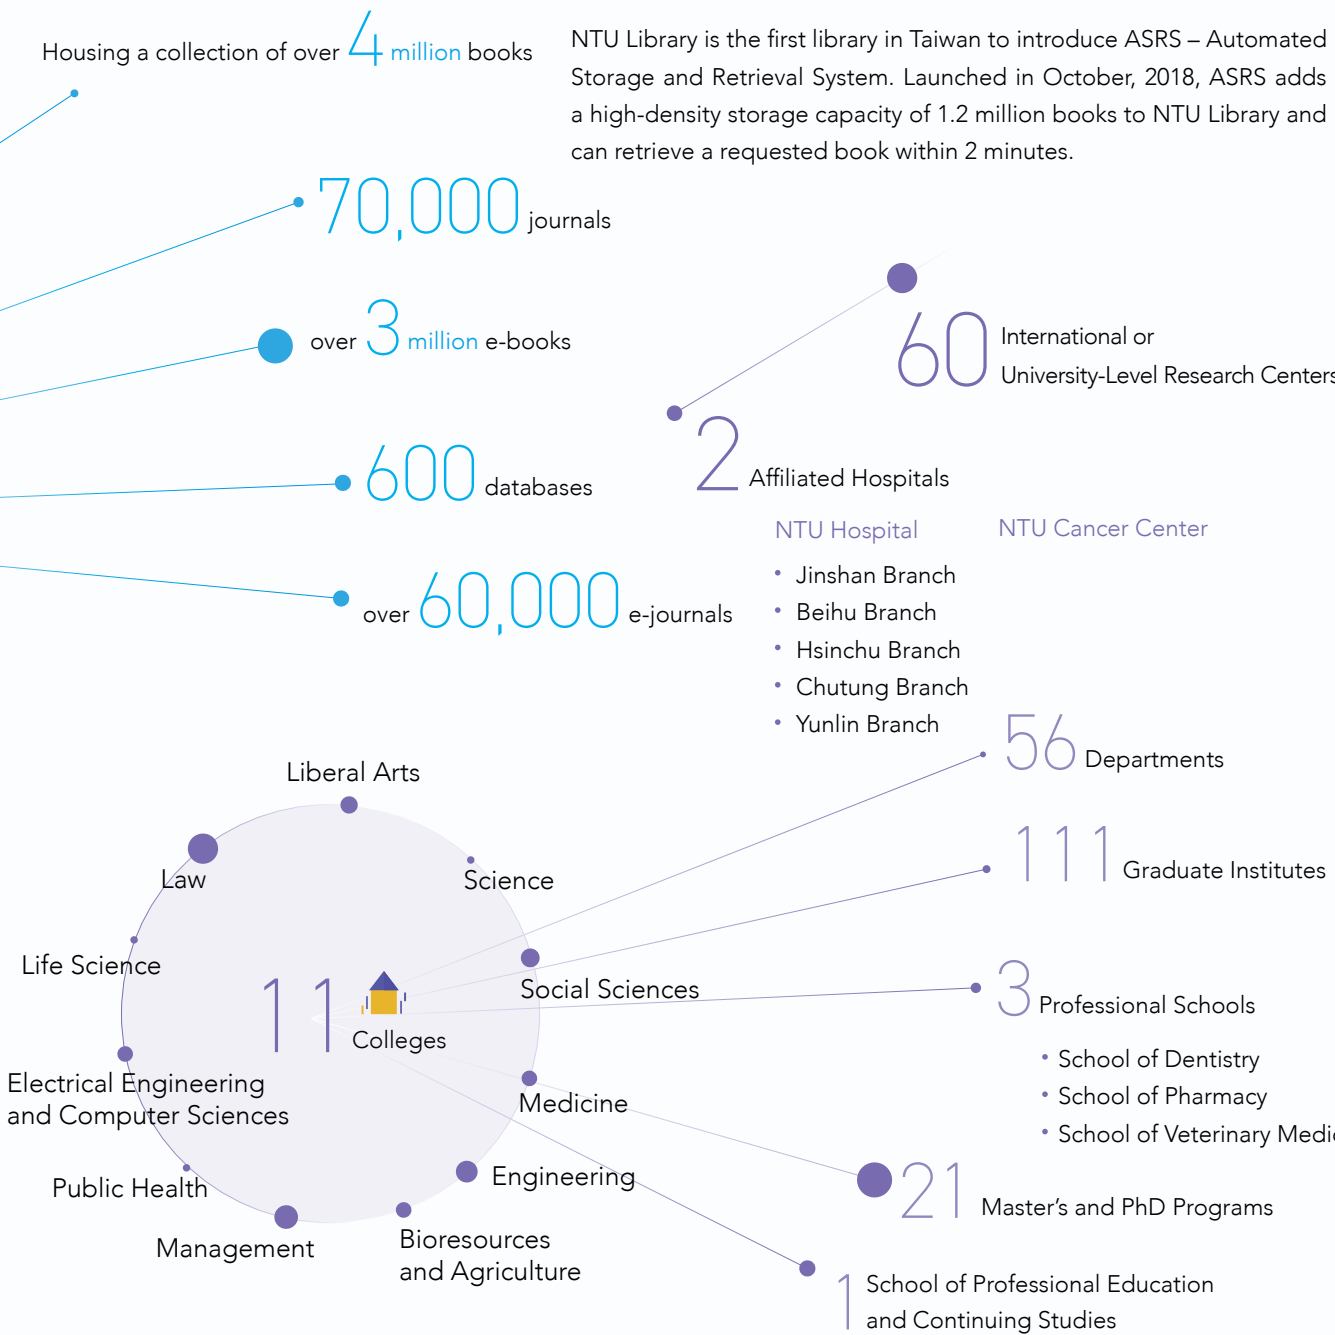 Housing a collection of over 4 million books
NTU Library is the first library in Taiwan to introduce ASRS – Automated
Storage and Retrieval System. Launched in October, 2018, ASRS adds
a high-density storage capacity of 1.2 million books to NTU Library and
can retrieve a requested book within 2 minutes.
70,000 journals
over 3 million e-books
600 databases
over 60,000 e-journals
60 International or
University-Level Research Centers
2 Affiliated Hospitals
NTU Hospital
• Jinshan Branch
• Beihu Branch
• Hsinchu Branch
• Chutung Branch
• Yunlin Branch
NTU Cancer Center
11 Colleges
Liberal Arts
Science
Social Sciences
Medicine
Engineering
Bioresources
and Agriculture
Management
Public Health
Electrical Engineering
and Computer Sciences
Life Science
Law
56 Departments
111 Graduate Institutes
3 Professional Schools
• School of Dentistry
• School of Pharmacy
• School of Veterinary
21 Master's and PhD Programs
1 School of Professional Education
and Continuing Studies